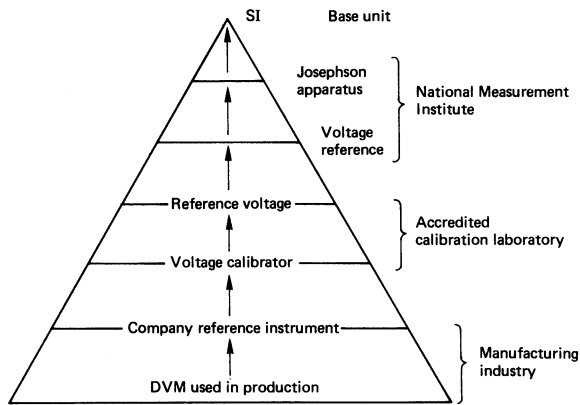 SI Base unit
Josephson
apparatus
National Measurement
Institute
Voltage
reference
Reference voltage
Accredited
calibration laboratory
Voltage calibrator
Company reference instrument
Manufacturing
industry
DVM used in production